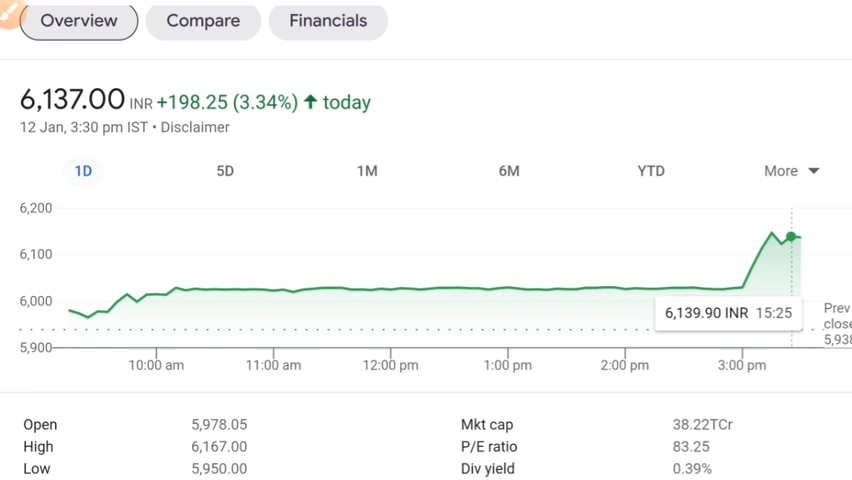 Overview Compare Financials
6,137.00 INR +198.25 (3.34%) ↑ today
12 Jan, 3:30 pm IST • Disclaimer
1D 5D 1M 6M YTD More
6,200
6,100
6,000
6,139.90 INR 15:25
Prev
close
5,938
5,900
10:00 am 11:00 am 12:00 pm 1:00 pm 2:00 pm 3:00 pm
Open 5,978.05 Mkt cap 38.22TCr
High 6,167.00 P/E ratio 83.25
Low 5,950.00 Div yield 0.39%